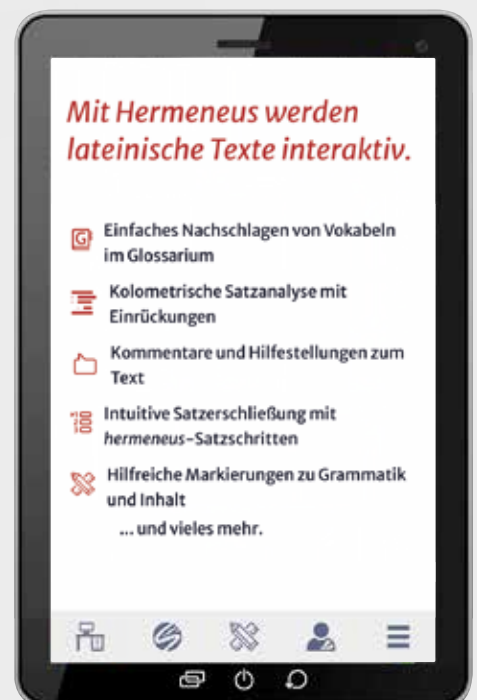 Mit Hermeneus werden
lateinische Texte interaktiv.
G
Einfaches Nachschlagen von Vokabeln
im Glossarium
Kolometrische Satzanalyse mit
Einrückungen
Kommentare und Hilfestellungen zum
Text
Intuitive Satzerschließung mit
hermeneus-Satzschritten
Hilfreiche Markierungen zu Grammatik
und Inhalt
... und vieles mehr.